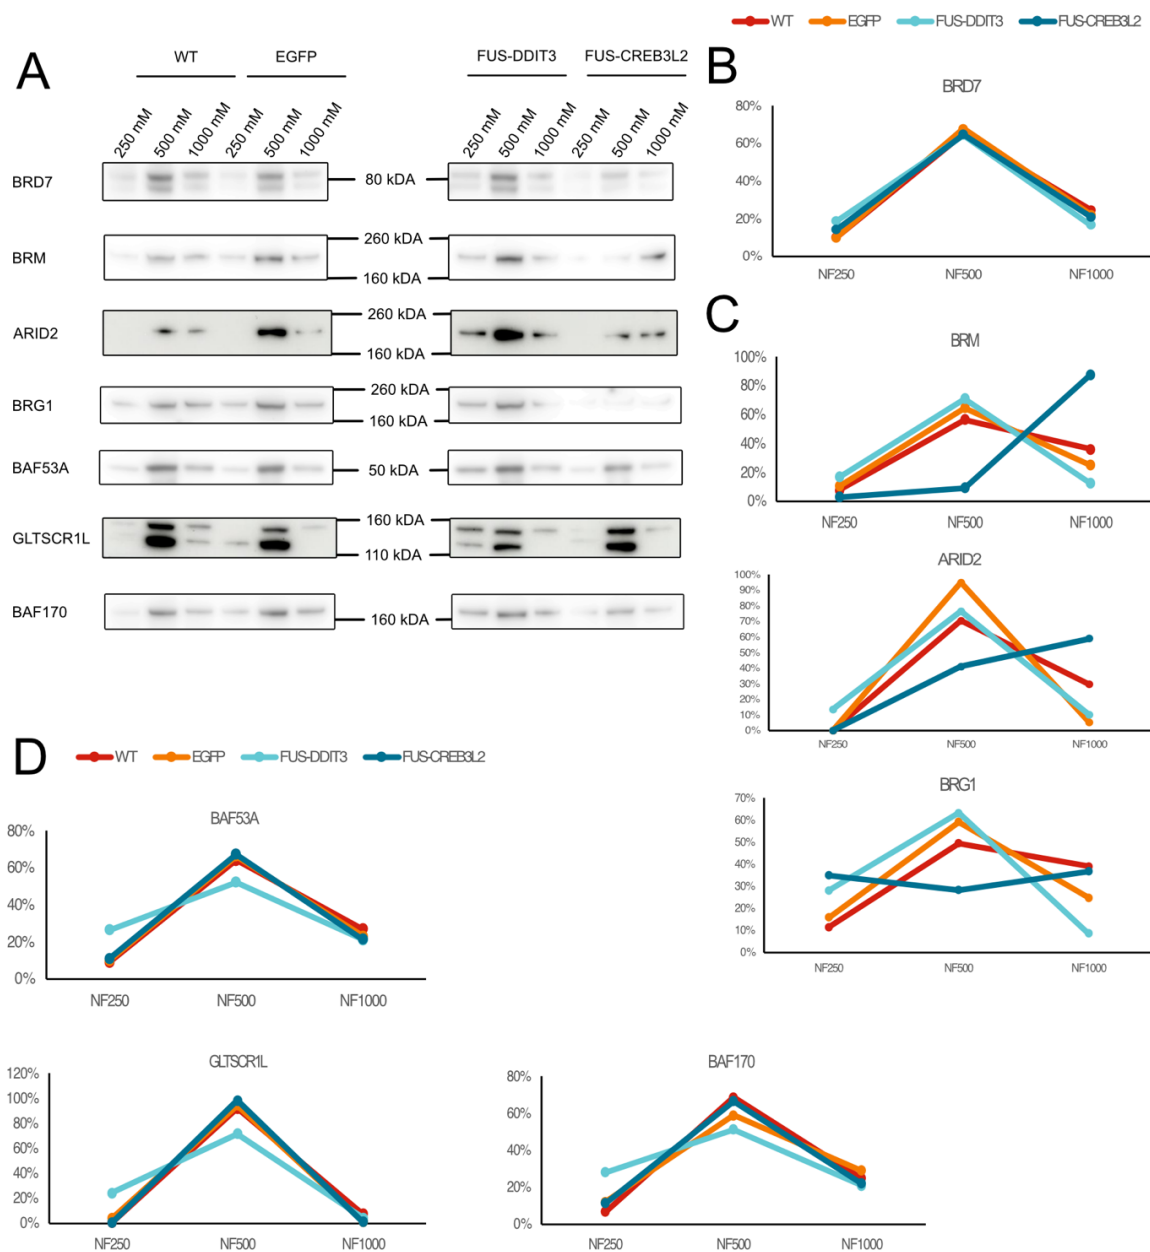 WT EGFP FUS-DDIT3 FUS-CREB3L2
A
WT EGFP FUS-DDIT3 FUS-CREB3L2
250 mM 500 mM 1000 mM 250 mM 500 mM 1000 mM 250 mM 500 mM 1000 mM 250 mM 500 mM 1000 mM
BRD7 80 kDA
BRM 260 kDA
160 kDA
ARID2 260 kDA
160 kDA
BRG1 260 kDA
160 kDA
BAF53A 50 kDA
GLTSCR1L 160 kDA
110 kDA
BAF170 160 kDA
B
BRD7
80%
60%
40%
20%
0%
NF250 NF500 NF1000
C
BRM
100%
80%
60%
40%
20%
0%
NF250 NF500 NF1000
ARID2
100%
90%
80%
70%
60%
50%
40%
30%
20%
10%
0%
NF250 NF500 NF1000
BRG1
70%
60%
50%
40%
30%
20%
10%
0%
NF250 NF500 NF1000
D
WT EGFP FUS-DDIT3 FUS-CREB3L2
BAF53A
80%
60%
40%
20%
0%
NF250 NF500 NF1000
GLTSCR1L
120%
100%
80%
60%
40%
20%
0%
NF250 NF500 NF1000
BAF170
80%
60%
40%
20%
0%
NF250 NF500 NF1000